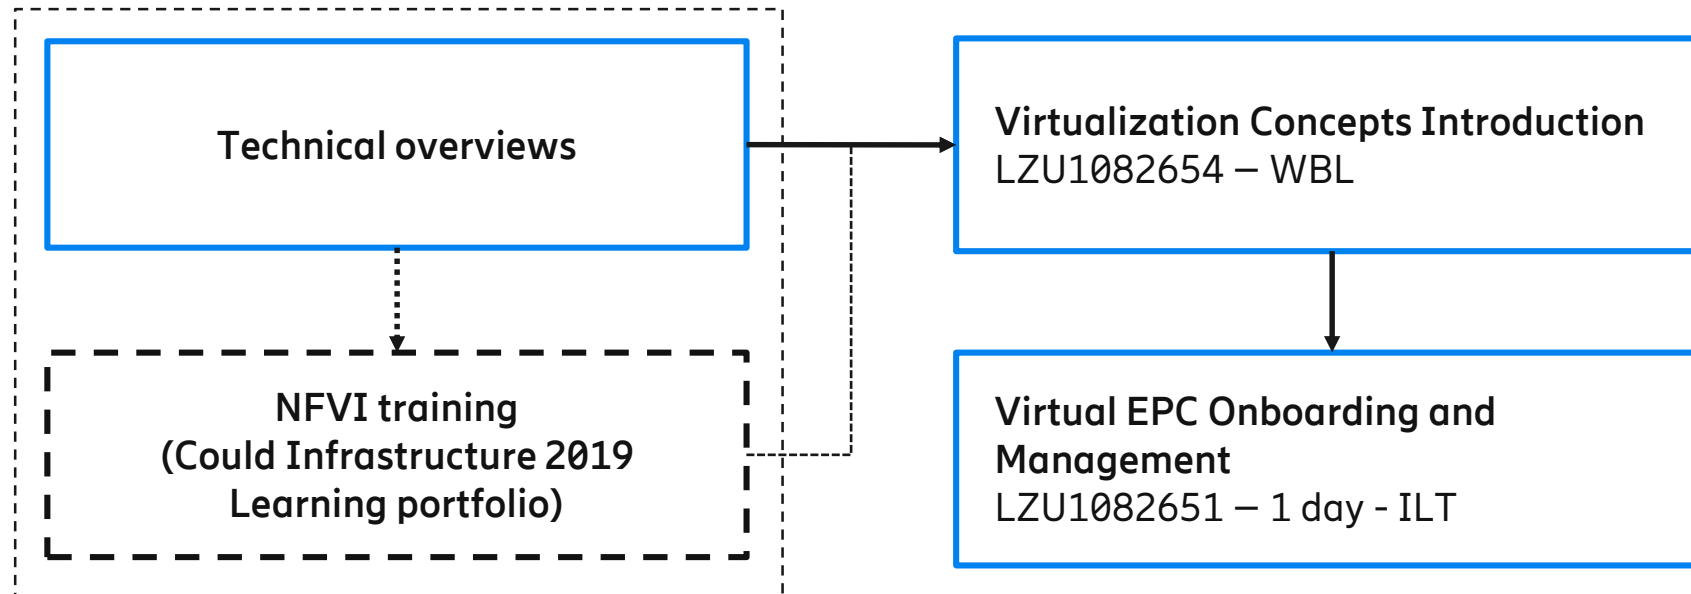 Technical overviews
Virtualization Concepts Introduction
LZU1082654 – WBL
NFVI training
(Could Infrastructure 2019
Learning portfolio)
Virtual EPC Onboarding and
Management
LZU1082651 – 1 day - ILT